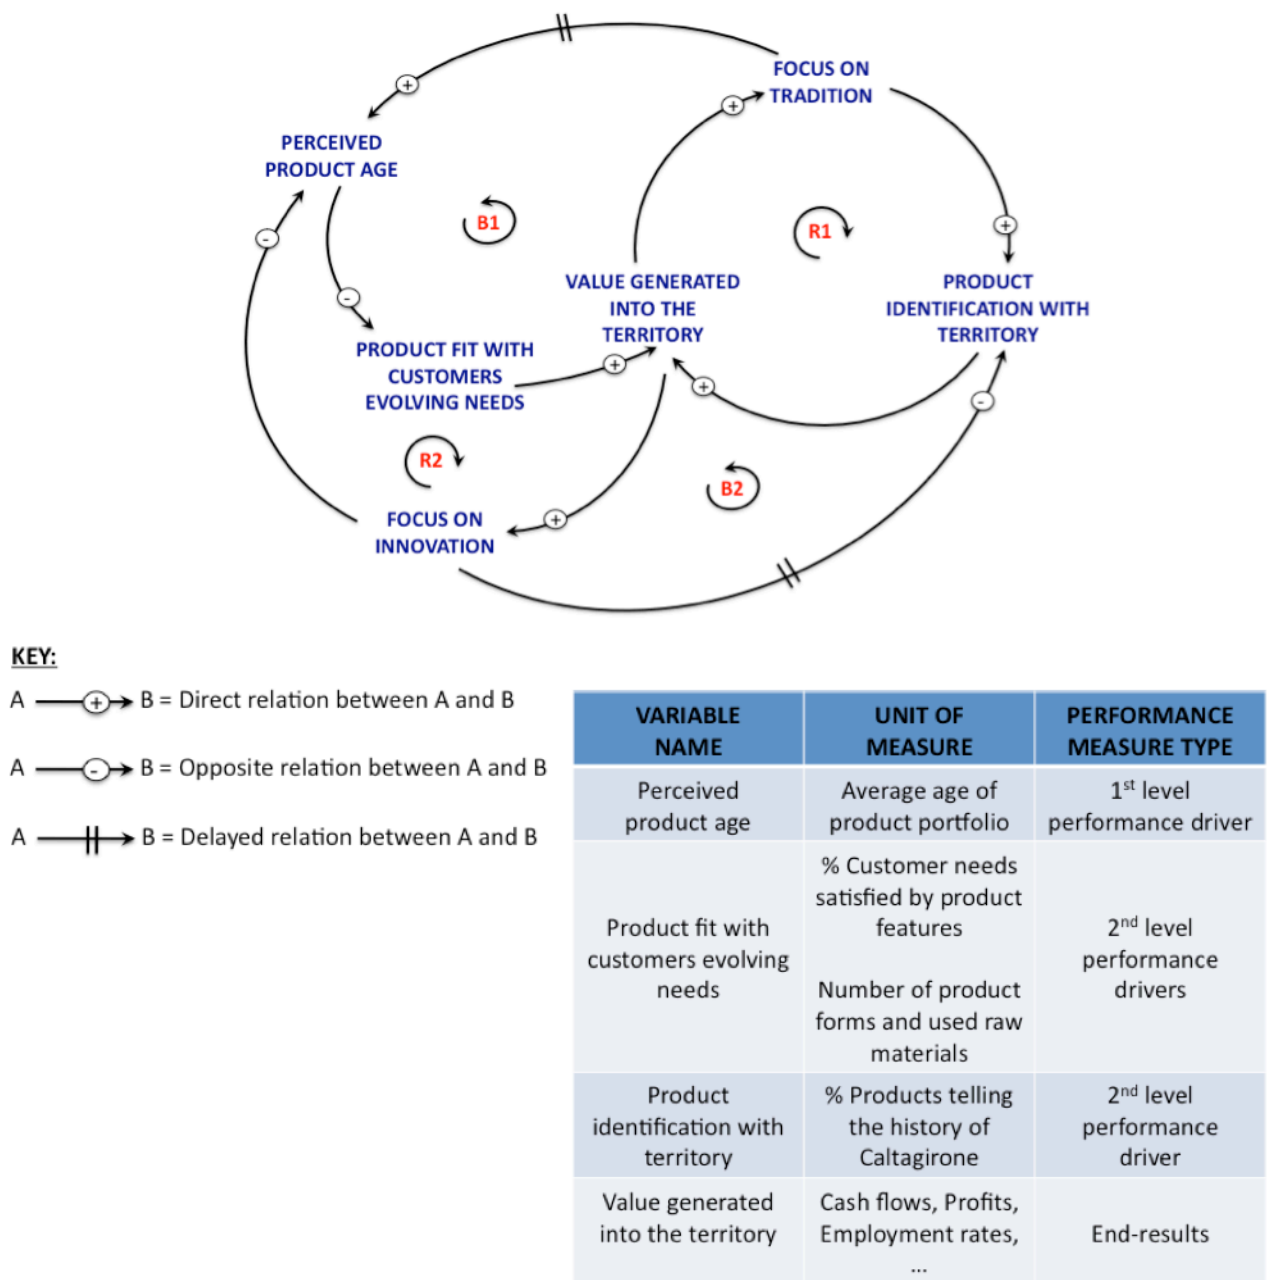 FOCUS ON
TRADITION
+
+
PERCEIVED
PRODUCT AGE
+
B1
R1
-
VALUE GENERATED
INTO THE
TERRITORY
PRODUCT
IDENTIFICATION WITH
TERRITORY
-
PRODUCT FIT WITH
CUSTOMERS
EVOLVING NEEDS
+
+
-
R2
B2
FOCUS ON
INNOVATION
+
KEY:
A + B = Direct relation between A and B
A - B = Opposite relation between A and B
A B = Delayed relation between A and B
VARIABLE
NAME
UNIT OF
MEASURE
PERFORMANCE
MEASURE TYPE
Perceived
product age
Average age of
product portfolio
1st level
performance driver
Product fit with
customers evolving
needs
% Customer needs
satisfied by product
features
Number of product
forms and used raw
materials
2nd level
performance
drivers
Product
identification with
territory
% Products telling
the history of
Caltagirone
2nd level
performance
driver
Value generated
into the territory
Cash flows, Profits,
Employment rates,
...
End-results